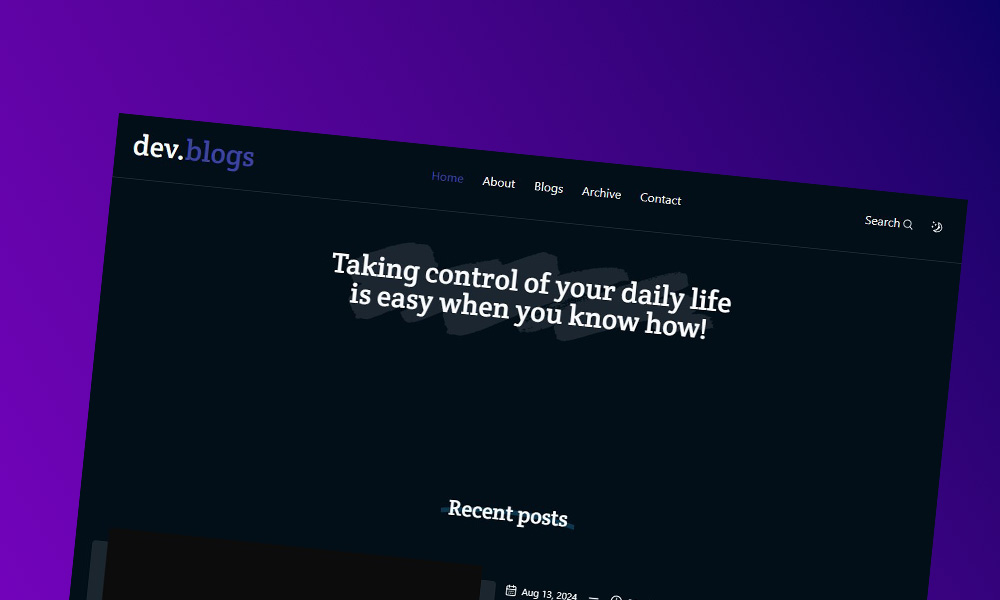 dev.blogs
Home About Blogs Archive Contact
Search
Taking control of your daily life
is easy when you know how!
Recent posts
Aug 13, 2024 —